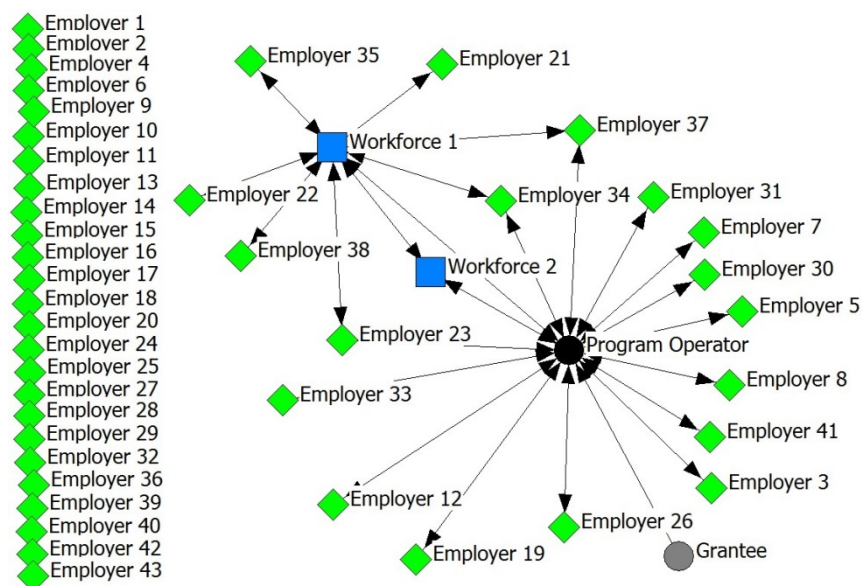 Employer 1
Employer 2
Employer 4
Employer 6
Employer 9
Employer 10
Employer 11
Employer 13
Employer 14
Employer 15
Employer 16
Employer 17
Employer 18
Employer 20
Employer 24
Employer 25
Employer 27
Employer 28
Employer 29
Employer 32
Employer 36
Employer 39
Employer 40
Employer 42
Employer 43
Employer 35
Employer 21
Employer 37
Workforce 1
Employer 22
Employer 34
Employer 31
Employer 7
Employer 38
Workforce 2
Employer 30
Employer 5
Employer 23
Program Operator
Employer 33
Employer 8
Employer 41
Employer 3
Employer 12
Employer 26
Employer 19
Grantee